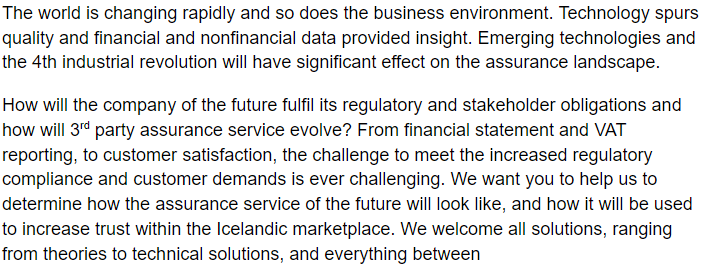 The world is changing rapidly and so does the business environment. Technology spurs
quality and financial and nonfinancial data provided insight. Emerging technologies and
the 4th industrial revolution will have significant effect on the assurance landscape.
How will the company of the future fulfil its regulatory and stakeholder obligations and
how will 3rd party assurance service evolve? From financial statement and VAT
reporting, to customer satisfaction, the challenge to meet the increased regulatory
compliance and customer demands is ever challenging. We want you to help us to
determine how the assurance service of the future will look like, and how it will be used
to increase trust within the Icelandic marketplace. We welcome all solutions, ranging
from theories to technical solutions, and everything between